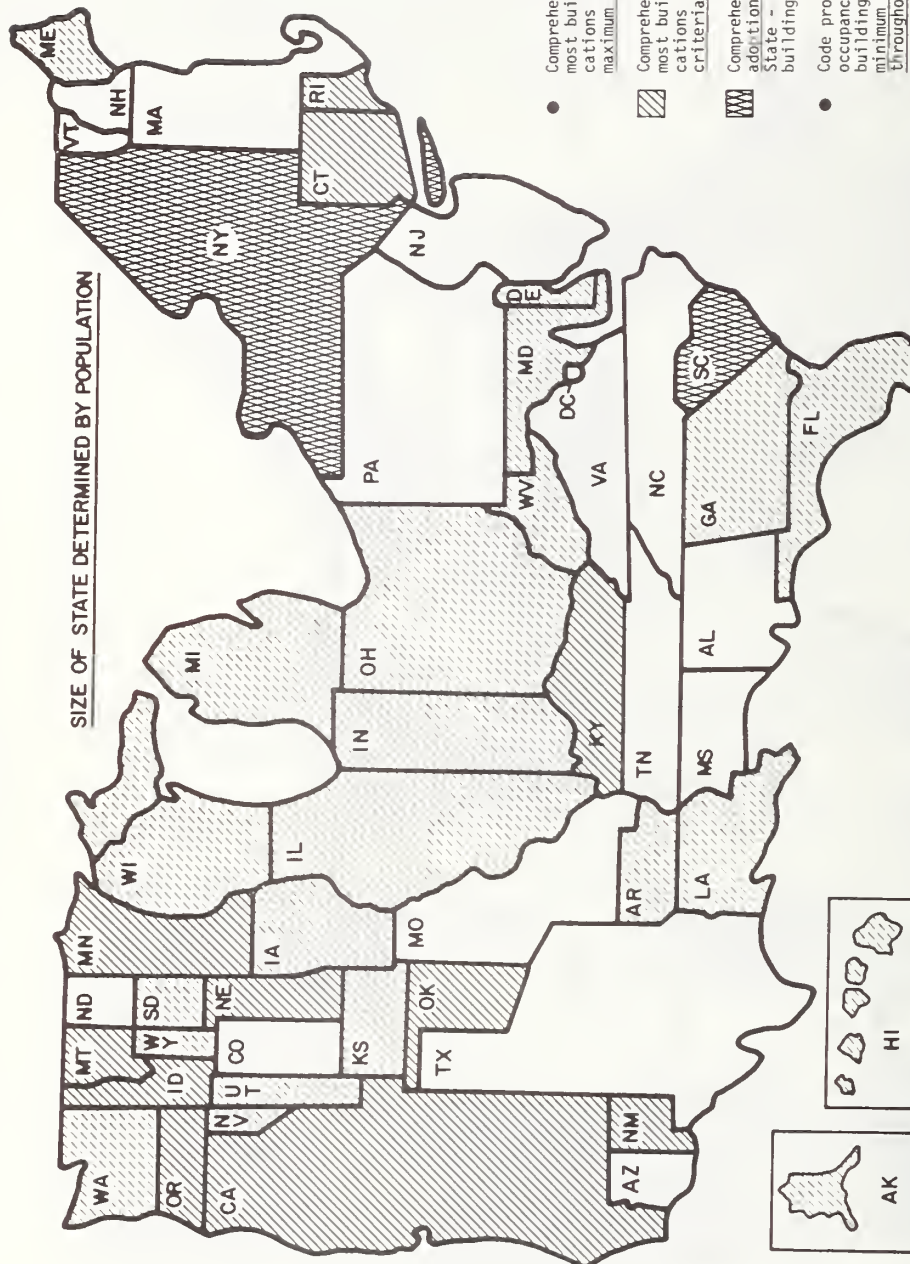 SIZE OF STATE DETERMINED BY POPULATION
WA
OR
CA
NV
ID
MT
WY
UT
AZ
NM
ND
SD
NE
CO
KS
OK
TX
MN
IA
MO
AR
LA
WI
IL
MI
IN
OH
KY
TN
MS
AL
GA
FL
SC
NC
VA
WV
DC
MD
DE
PA
NJ
NY
CT
RI
MA
VT
NH
ME
AK
HI
Comprehe
most bui
cations
maximum
Comprehe
most bui
cations
criteria
Comprehe
adoption
State -
building
Code pro
occupanc
building
minimum
througho